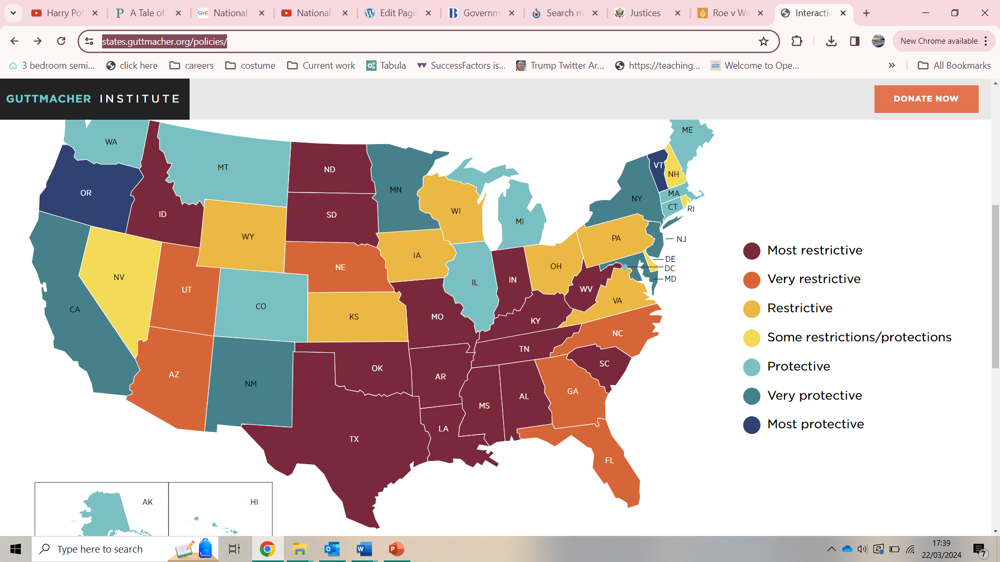 Harry Pot
A Tale of
National
National
Edit Page
Governm
Search m
Justices
Roe v Wa
Interactiv
states.guttmacher.org/policies/
New Chrome available
3 bedroom semi...
click here
careers
costume
Current work
Tabula
SuccessFactors is...
Trump Twitter Ar...
https://teaching...
Welcome to Ope...
»
All Bookmarks
GUTTMACHER INSTITUTE
DONATE NOW
WA
MT
ND
MN
ME
VT
NH
OR
ID
SD
WI
MI
NY
MA
CT
RI
WY
IA
PA
NJ
NV
NE
IL
IN
OH
DE
DC
MD
UT
CO
KS
MO
WV
VA
CA
KY
NC
AZ
NM
OK
AR
TN
SC
MS
AL
GA
TX
LA
FL
AK
HI
Most restrictive
Very restrictive
Restrictive
Some restrictions/protections
Protective
Very protective
Most protective
Type here to search
17:39
22/03/2024
7